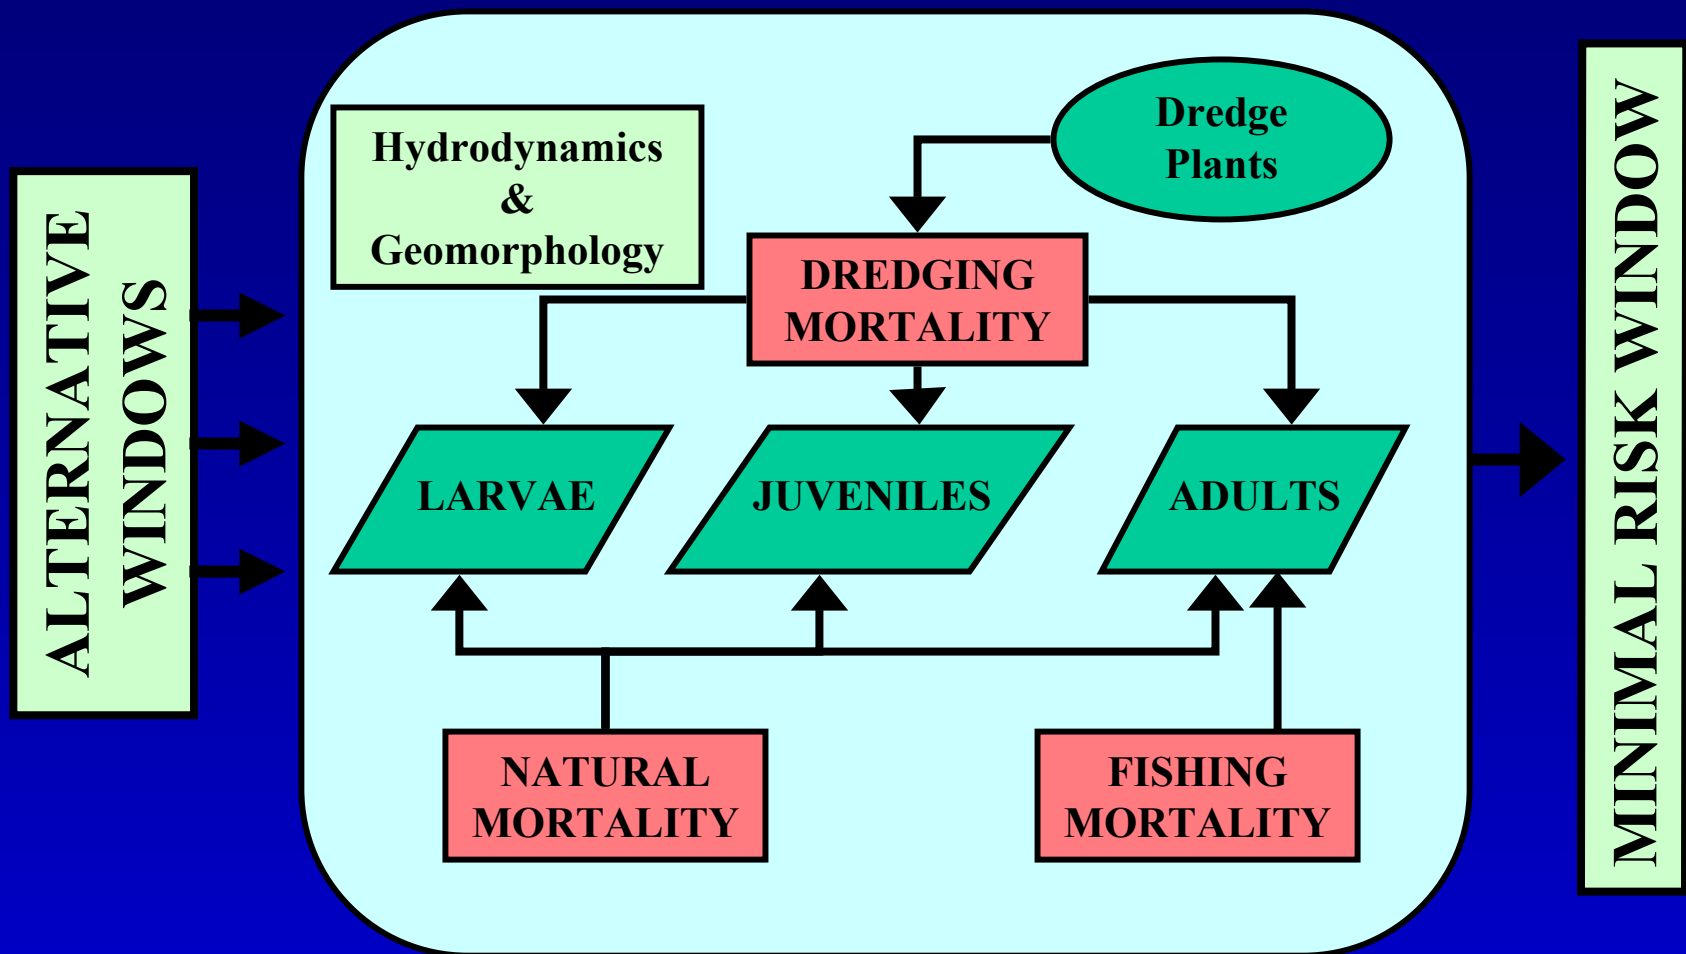 ALTERNATIVE
WINDOWS
Hydrodynamics
&
Geomorphology
Dredge
Plants
DREDGING
MORTALITY
LARVAE
JUVENILES
ADULTS
NATURAL
MORTALITY
FISHING
MORTALITY
MINIMAL RISK WINDOW